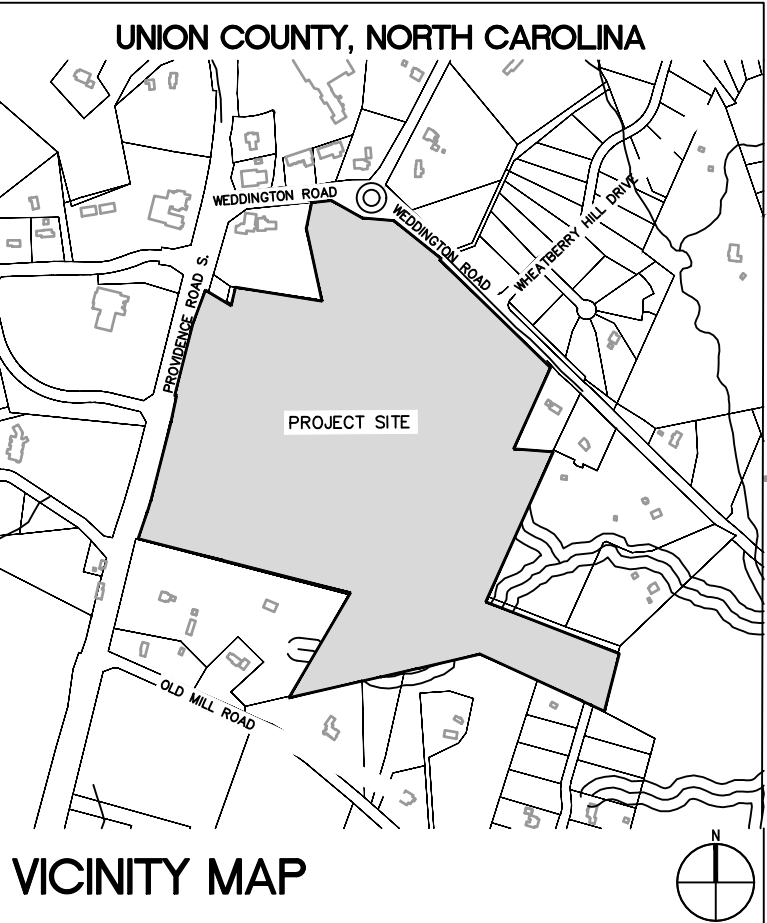 UNION COUNTY, NORTH CAROLINA
WEDDINGTON ROAD
WEDDINGTON ROAD
WHEATBERRY HILL DRIVE
PROVIDENCE ROAD S.
PROJECT SITE
OLD MILL ROAD
N
VICINITY MAP